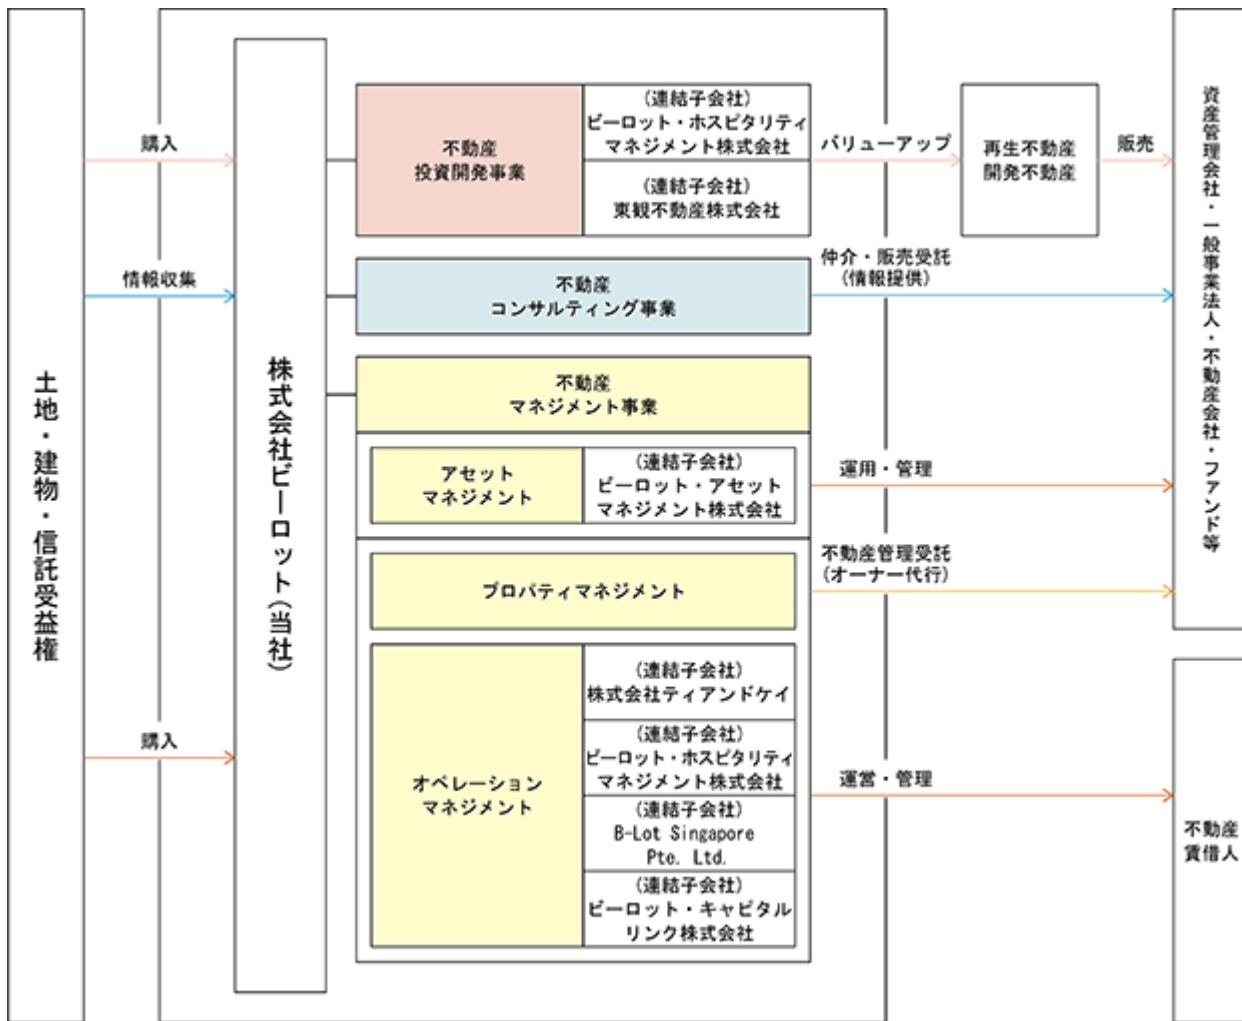 土地・建物・信託受益権
購入
情報収集
購入
株式会社ビーロット(当社)
不動産
投資開発事業
(連結子会社)
ビーロット・ホスピタリティ
マネジメント株式会社
(連結子会社)
東観不動産株式会社
バリューアップ
再生不動産
開発不動産
販売
不動産
コンサルティング事業
仲介・販売受託
(情報提供)
不動産
マネジメント事業
アセット
マネジメント
(連結子会社)
ビーロット・アセット
マネジメント株式会社
運用・管理
プロパティマネジメント
不動産管理受託
(オーナー代行)
オペレーション
マネジメント
(連結子会社)
株式会社ティアンドケイ
(連結子会社)
ビーロット・ホスピタリティ
マネジメント株式会社
(連結子会社)
B-Lot Singapore
Pte. Ltd.
(連結子会社)
ビーロット・キャピタル
リンク株式会社
運営・管理
資産管理会社・一般事業法人・不動産会社・ファンド等
不動産
賃借人